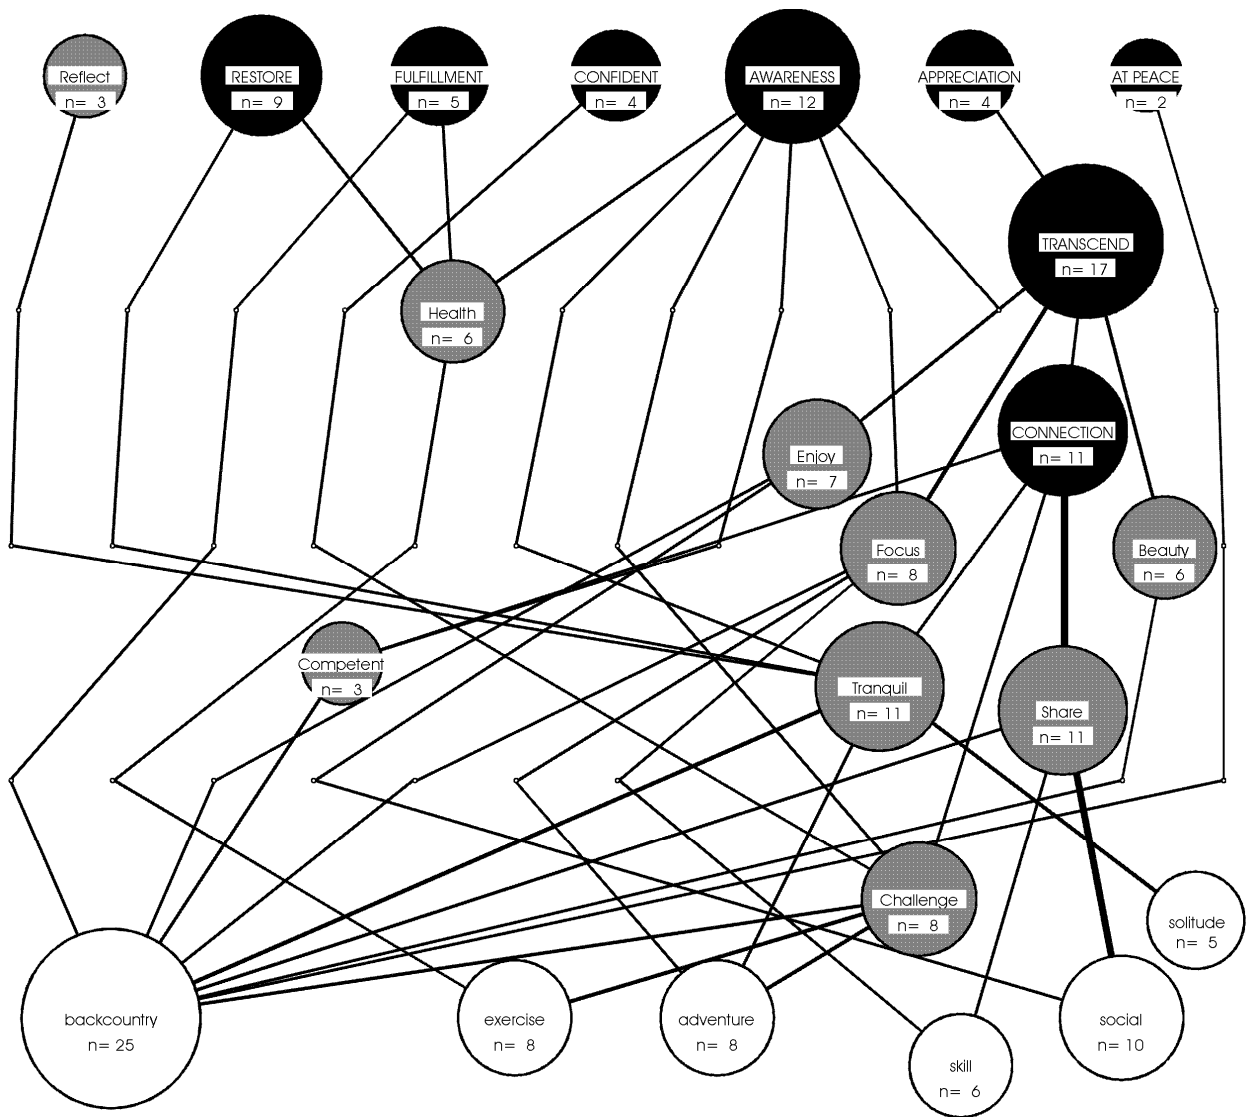 Reflect
n= 3
RESTORE
n= 9
FULFILLMENT
n= 5
CONFIDENT
n= 4
AWARENESS
n= 12
APPRECIATION
n= 4
AT PEACE
n= 2
TRANSCEND
n= 17
Health
n= 6
CONNECTION
n= 11
Enjoy
n= 7
Focus
n= 8
Beauty
n= 6
Competent
n= 3
Tranquil
n= 11
Share
n= 11
Challenge
n= 8
solitude
n= 5
backcountry
n= 25
exercise
n= 8
adventure
n= 8
skill
n= 6
social
n= 10